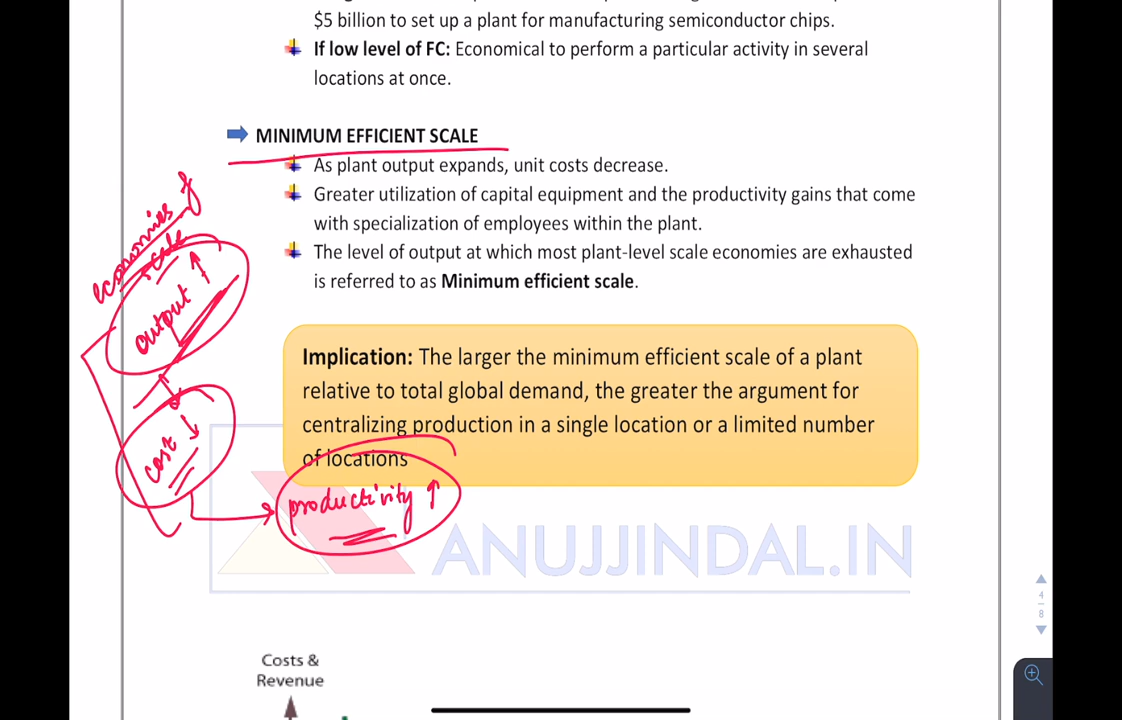 $5 billion to set up a plant for manufacturing semiconductor chips.
If low level of FC: Economical to perform a particular activity in several
locations at once.
MINIMUM EFFICIENT SCALE
As plant output expands, unit costs decrease.
Greater utilization of capital equipment and the productivity gains that come
with specialization of employees within the plant.
The level of output at which most plant-level scale economies are exhausted
is referred to as Minimum efficient scale.
economies of
scale
output ↑
cost ↓
Implication: The larger the minimum efficient scale of a plant
relative to total global demand, the greater the argument for
centralizing production in a single location or a limited number
of locations
productivity ↑
ANUJJINDAL.IN
4
8
Costs &
Revenue